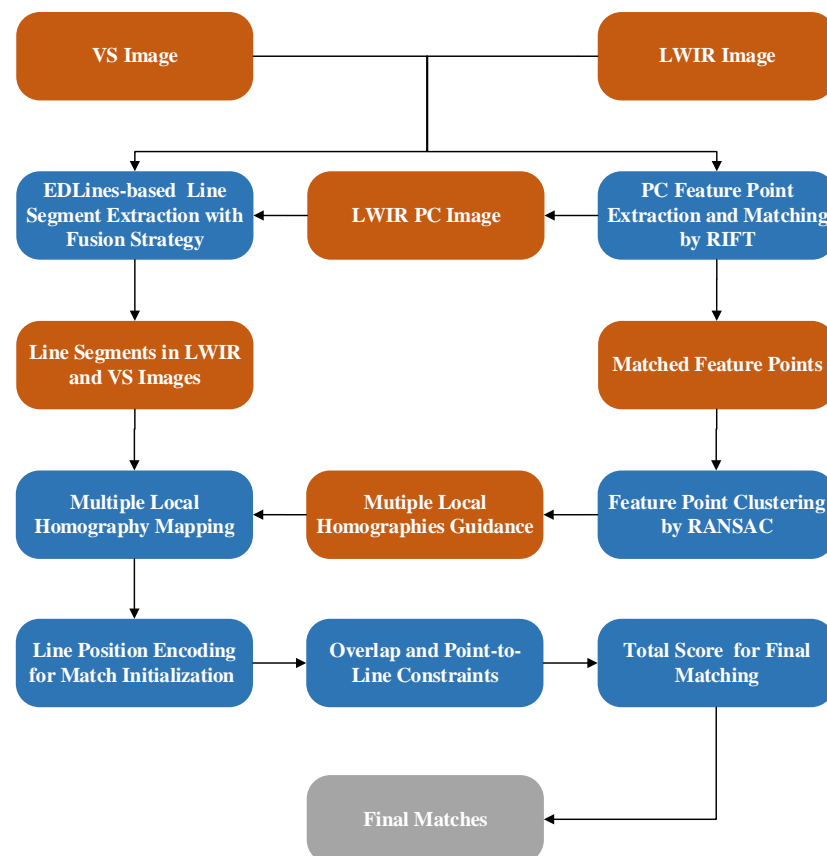 VS Image
LWIR Image
EDLines-based Line
Segment Extraction with
Fusion Strategy
LWIR PC Image
PC Feature Point
Extraction and Matching
by RIFT
Line Segments in LWIR
and VS Images
Matched Feature Points
Multiple Local
Homography Mapping
Mutiple Local
Homographies Guidance
Feature Point Clustering
by RANSAC
Line Position Encoding
for Match Initialization
Overlap and Point-to-
Line Constraints
Total Score for Final
Matching
Final Matches